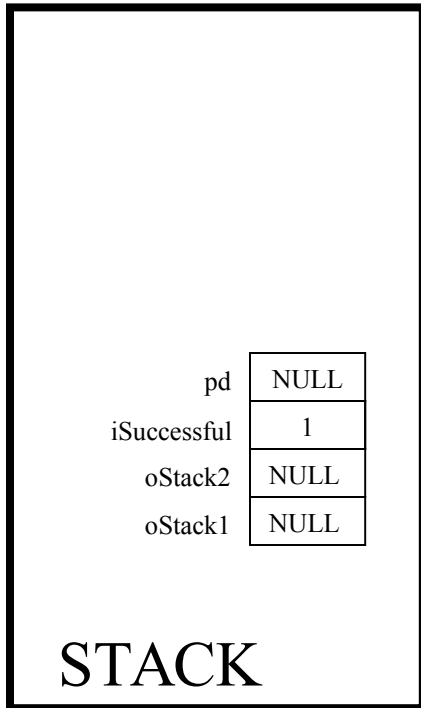 pd NULL
iSuccessful 1
oStack2 NULL
oStack1 NULL
STACK